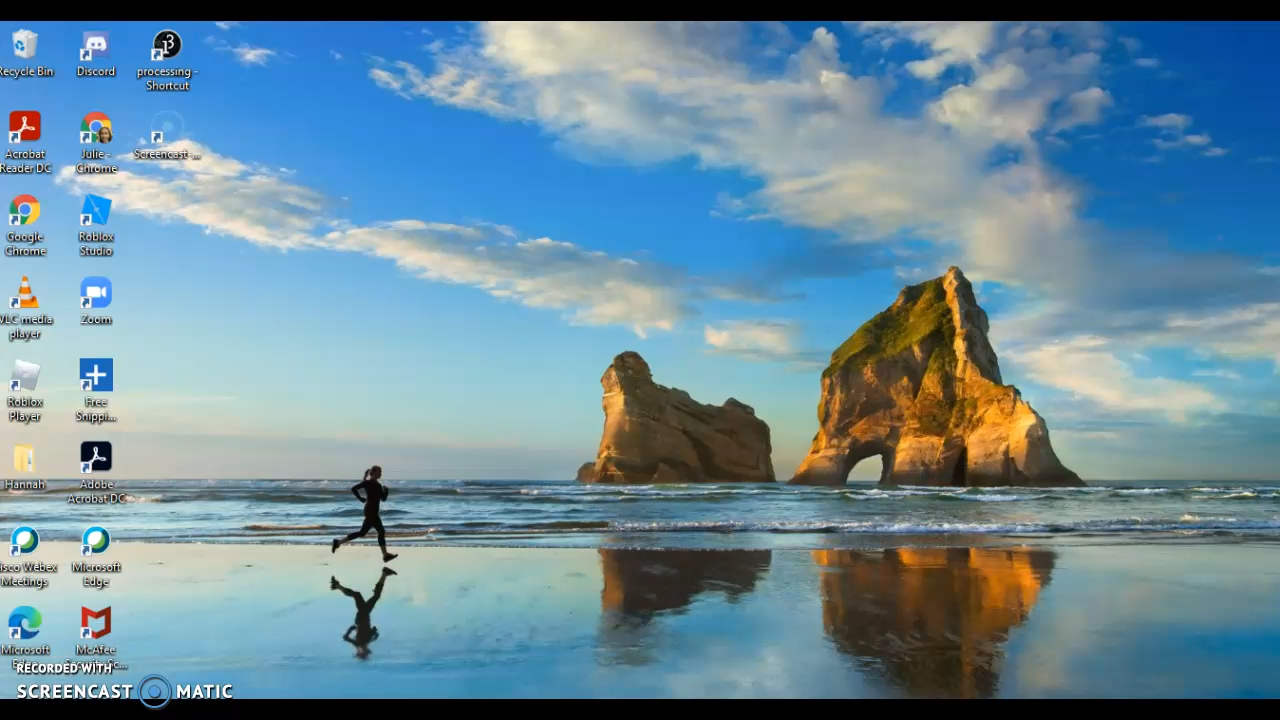 Recycle Bin
Discord
processing -
Shortcut
Acrobat
Reader DC
Julie -
Chrome
Screencast-...
Google
Chrome
Roblox
Studio
VLC media
player
Zoom
Roblox
Player
Free
Snippi...
Hannah
Adobe
Acrobat DC
isco Webex
Meetings
Microsoft
Edge
Microsoft
McAfee
RECORDED WITH
SCREENCAST MATIC